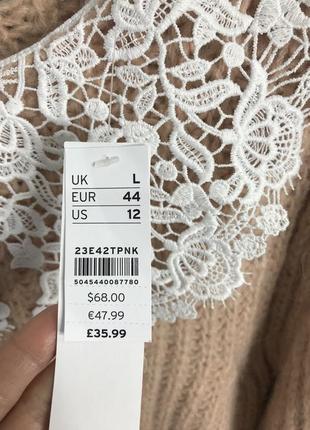 UK L
EUR 44
US 12
23E42TPNK
5045440087780
$68.00
€47.99
£35.99